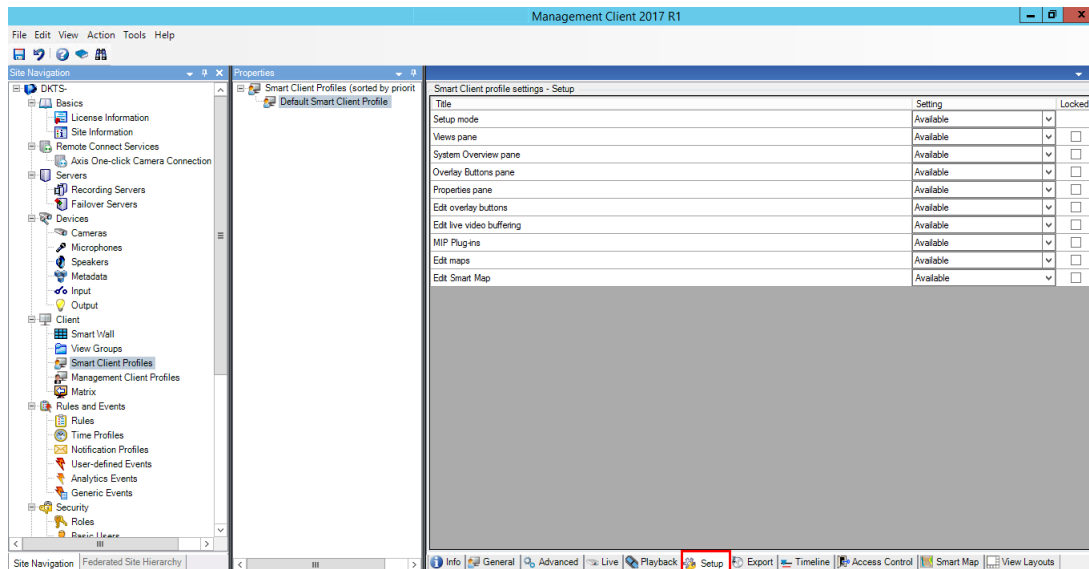 Management Client 2017 R1
File Edit View Action Tools Help
Site Navigation
DKTS-
Basics
License Information
Site Information
Remote Connect Services
Axis One-click Camera Connection
Servers
Recording Servers
Failover Servers
Devices
Cameras
Microphones
Speakers
Metadata
Input
Output
Client
Smart Wall
View Groups
Smart Client Profiles
Management Client Profiles
Matrix
Rules and Events
Rules
Time Profiles
Notification Profiles
User-defined Events
Analytics Events
Generic Events
Security
Roles
Basic Users
Site Navigation Federated Site Hierarchy
Properties
Smart Client Profiles (sorted by priorit
Default Smart Client Profile
Smart Client profile settings - Setup
Title Setting Locked
Setup mode Available
Views pane Available
System Overview pane Available
Overlay Buttons pane Available
Properties pane Available
Edit overlay buttons Available
Edit live video buffering Available
MIP Plug-ins Available
Edit maps Available
Edit Smart Map Available
Info General Advanced Live Playback Setup Export Timeline Access Control Smart Map View Layouts